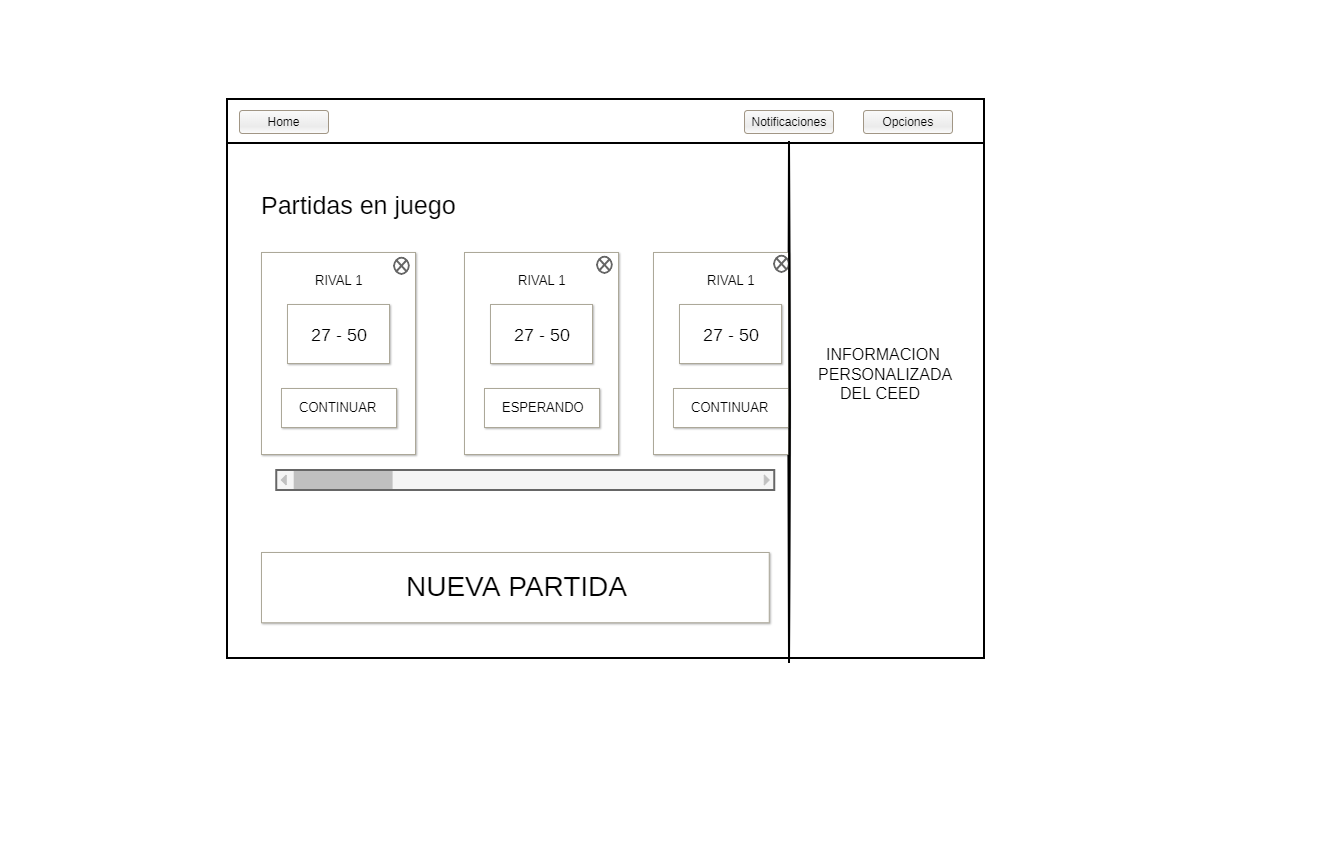 Home
Notificaciones
Opciones
Partidas en juego
RIVAL 1
27 - 50
CONTINUAR
RIVAL 1
27 - 50
ESPERANDO
RIVAL 1
27 - 50
CONTINUAR
INFORMACION
PERSONALIZADA
DEL CEED
NUEVA PARTIDA